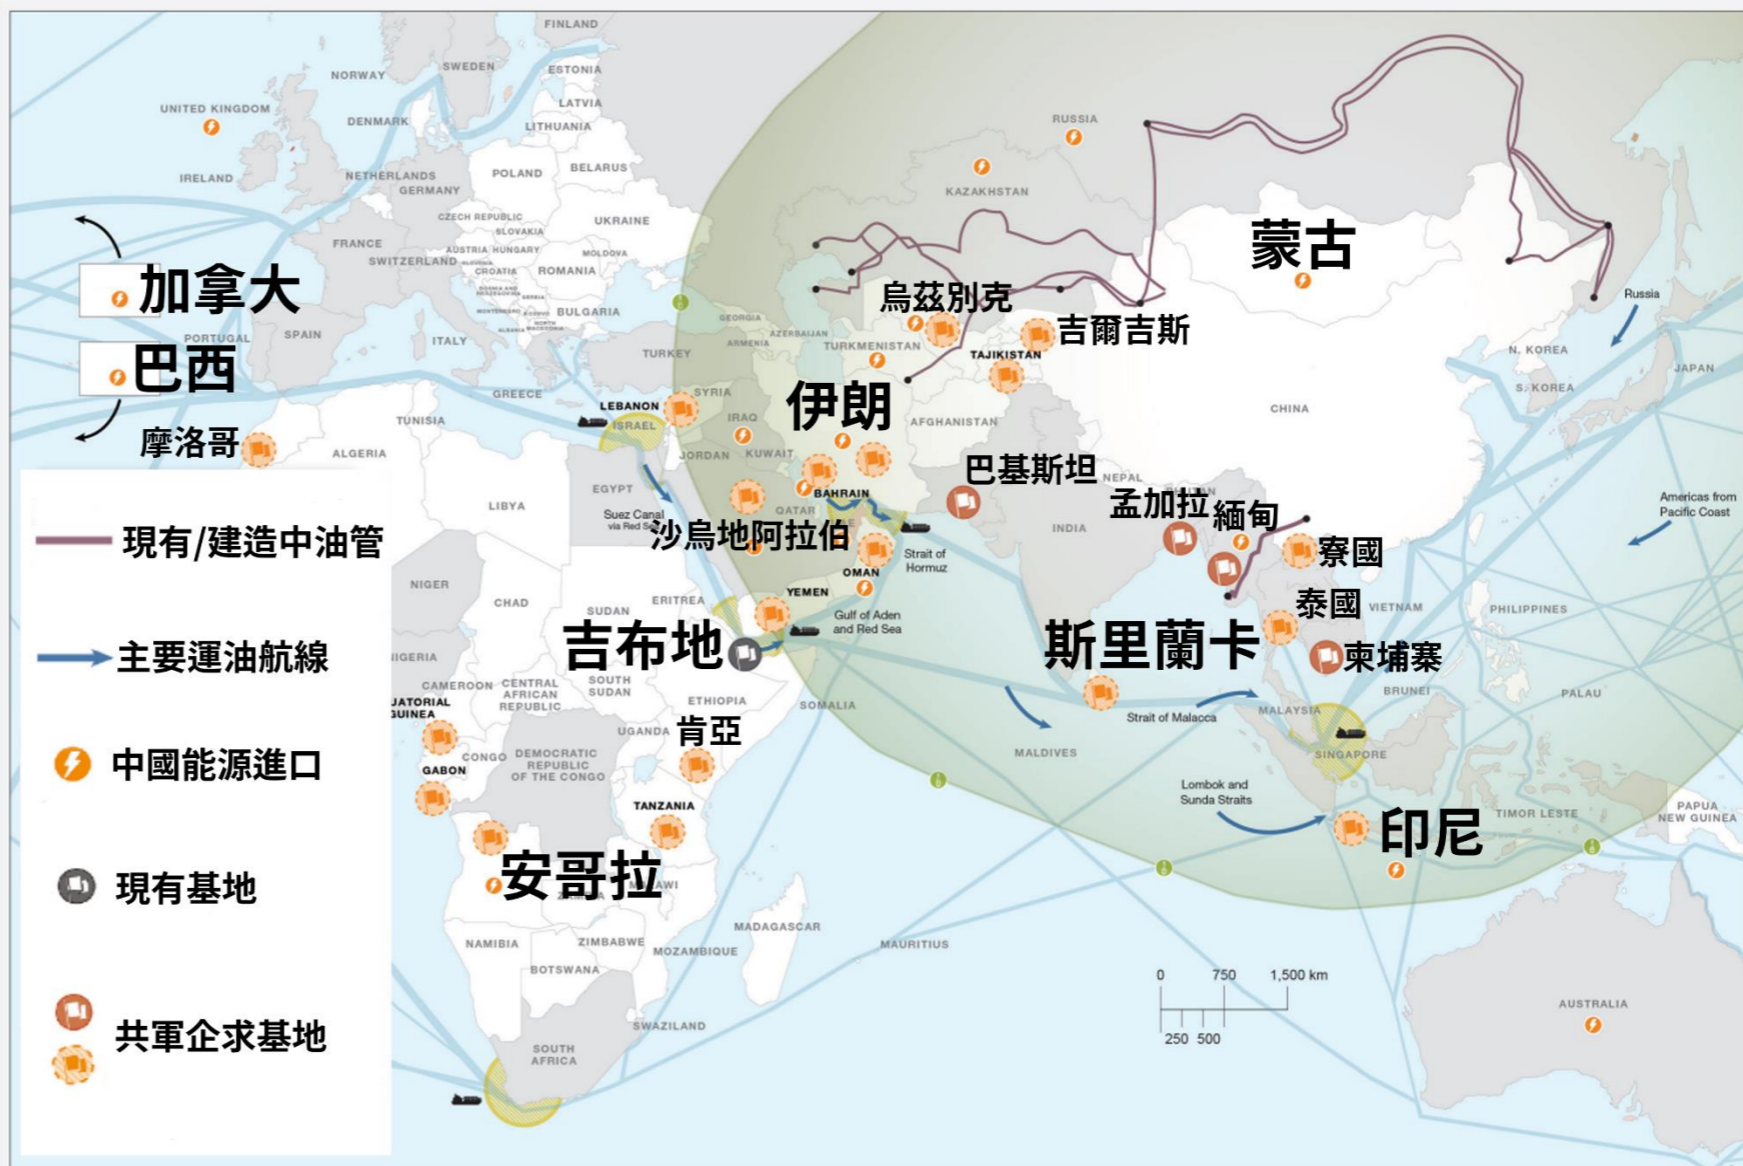 FINLAND
NORWAY
SWEDEN
ESTONIA
LATVIA
UNITED KINGDOM
DENMARK
LITHUANIA
RUSSIA
IRELAND
NETHERLANDS
GERMANY
POLAND
BELARUS
KAZAKHSTAN
CZECH REPUBLIC
SLOVAKIA
UKRAINE
FRANCE
SWITZERLAND
AUSTRIA
HUNGARY
MOLDOVA
CROATIA
ROMANIA
蒙古
加拿大
BULGARIA
PORTUGAL
SPAIN
ITALY
GEORGIA
ARMENIA
AZERBAIJAN
烏茲別克
吉爾吉斯
Russia
TURKMENISTAN
TAJIKISTAN
N. KOREA
S. KOREA
JAPAN
巴西
TURKEY
GREECE
SYRIA
伊朗
LEBANON
ISRAEL
IRAQ
AFGHANISTAN
CHINA
摩洛哥
TUNISIA
ALGERIA
JORDAN
KUWAIT
巴基斯坦
NEPAL
LIBYA
EGYPT
BAHRAIN
QATAR
INDIA
孟加拉
緬甸
Americas from
Pacific Coast
Suez Canal
via Red Sea
沙烏地阿拉伯
Strait of
Hormuz
寮國
OMAN
NIGER
CHAD
SUDAN
ERITREA
YEMEN
Gulf of Aden
and Red Sea
泰國
VIETNAM
PHILIPPINES
吉布地
斯里蘭卡
柬埔寨
NIGERIA
CAMEROON
CENTRAL
AFRICAN
REPUBLIC
SOUTH
SUDAN
ETHIOPIA
SOMALIA
BRUNEI
PALAU
UATORIAL
GUINEA
UGANDA
肯亞
MALDIVES
Strait of Malacca
MALAYSIA
SINGAPORE
CONGO
GABON
DEMOCRATIC
REPUBLIC
OF THE CONGO
TANZANIA
Lombok and
Sunda Straits
印尼
TIMOR LESTE
PAPUA
NEW GUINEA
安哥拉
NAMIBIA
ZIMBABWE
BOTSWANA
MOZAMBIQUE
MADAGASCAR
MAURITIUS
SWAZILAND
SOUTH
AFRICA
AUSTRALIA
0 750 1,500 km
250 500
現有/建造中油管
主要運油航線
中國能源進口
現有基地
共軍企求基地